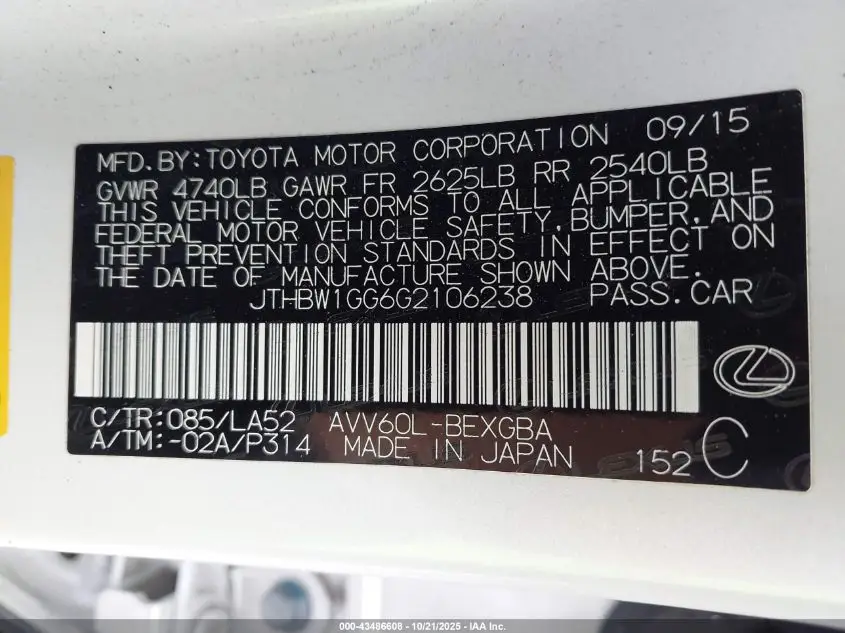 MFD.BY:TOYOTA MOTOR CORPORATION 09/15
GVWR 4740LB GAWR FR 2625LB RR 2540LB
THIS VEHICLE CONFORMS TO ALL APPLICABLE
FEDERAL MOTOR VEHICLE SAFETY,BUMPER,AND
THEFT PREVENTION STANDARDS IN EFFECT ON
THE DATE OF MANUFACTURE SHOWN ABOVE.
JTHBW1GG6G2106238 PASS.CAR
C/TR:085/LA52 AVV60L-BEXGBA
A/TM:-02A/P314 MADE IN JAPAN 152 C
000-43486608 - 10/21/2025 - IAA Inc.